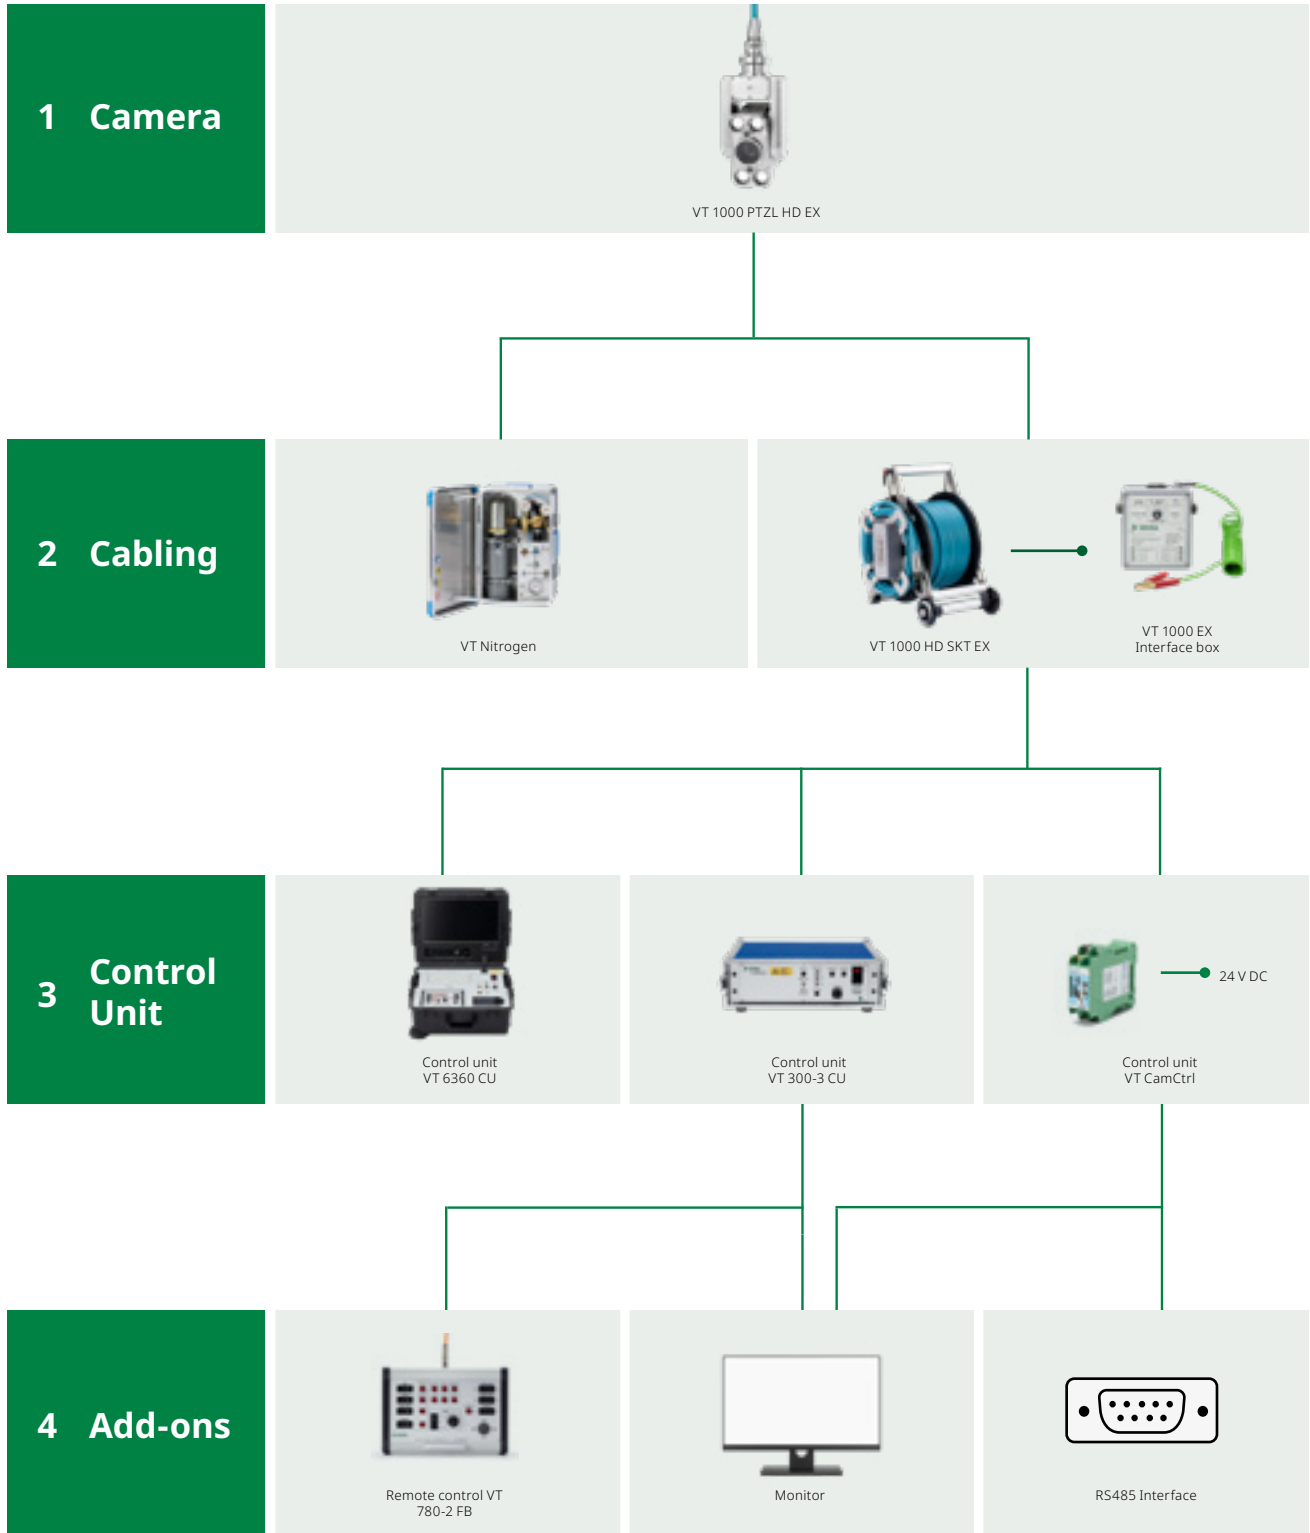 1 Camera
VT 1000 PTZL HD EX
2 Cabling
VT Nitrogen
VT 1000 HD SKT EX
VT 1000 EX
Interface box
3 Control
Unit
24 V DC
Control unit
VT 6360 CU
Control unit
VT 300-3 CU
Control unit
VT CamCtrl
4 Add-ons
Remote control VT
780-2 FB
Monitor
RS485 Interface